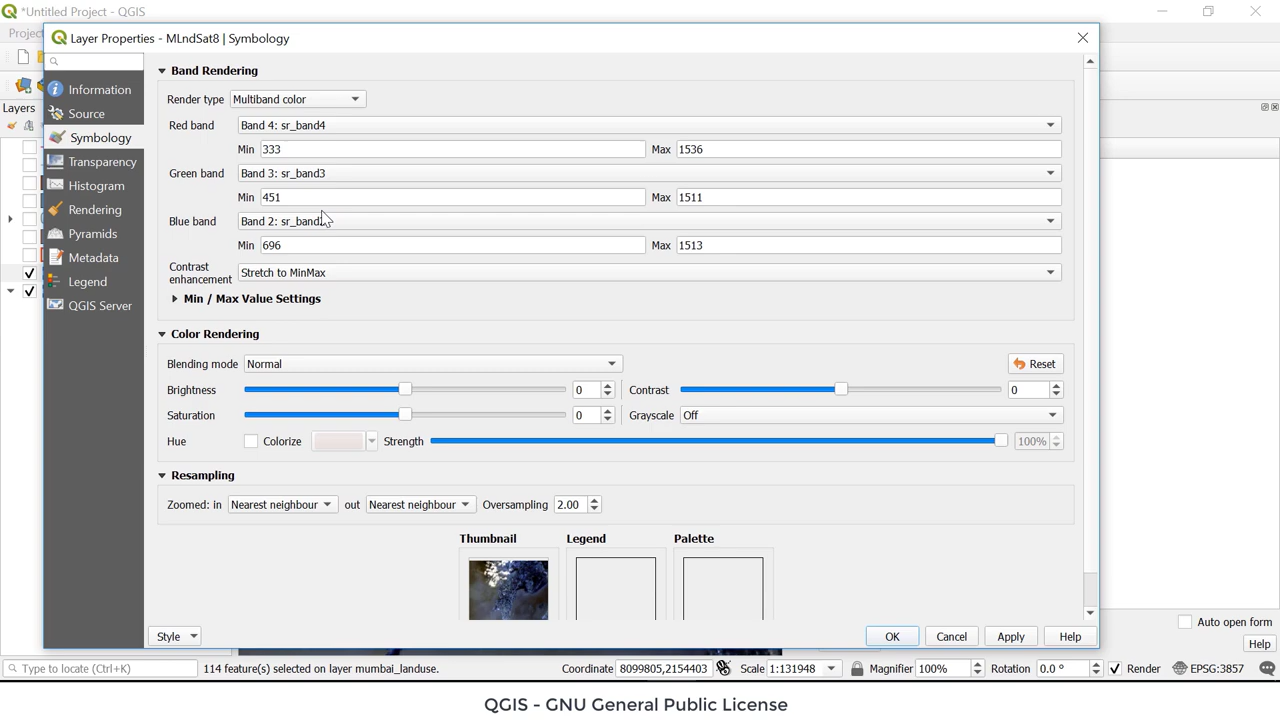 *Untitled Project - QGIS
Project
Layer Properties - MLndSat8 | Symbology
Layers
Information
Source
Symbology
Transparency
Histogram
Rendering
Pyramids
Metadata
Legend
QGIS Server
Band Rendering
Render type Multiband color
Red band Band 4: sr_band4
Min 333 Max 1536
Green band Band 3: sr_band3
Min 451 Max 1511
Blue band Band 2: sr_band2
Min 696 Max 1513
Contrast enhancement Stretch to MinMax
Min / Max Value Settings
Color Rendering
Blending mode Normal Reset
Brightness 0 Contrast 0
Saturation 0 Grayscale Off
Hue Colorize Strength 100%
Resampling
Zoomed: in Nearest neighbour out Nearest neighbour Oversampling 2.00
Thumbnail Legend Palette
Style OK Cancel Apply Help
Auto open form
Help
Type to locate (Ctrl+K) 114 feature(s) selected on layer mumbai_landuse. Coordinate 8099805,2154403 Scale 1:131948 Magnifier 100% Rotation 0.0 ° Render EPSG:3857
QGIS - GNU General Public License